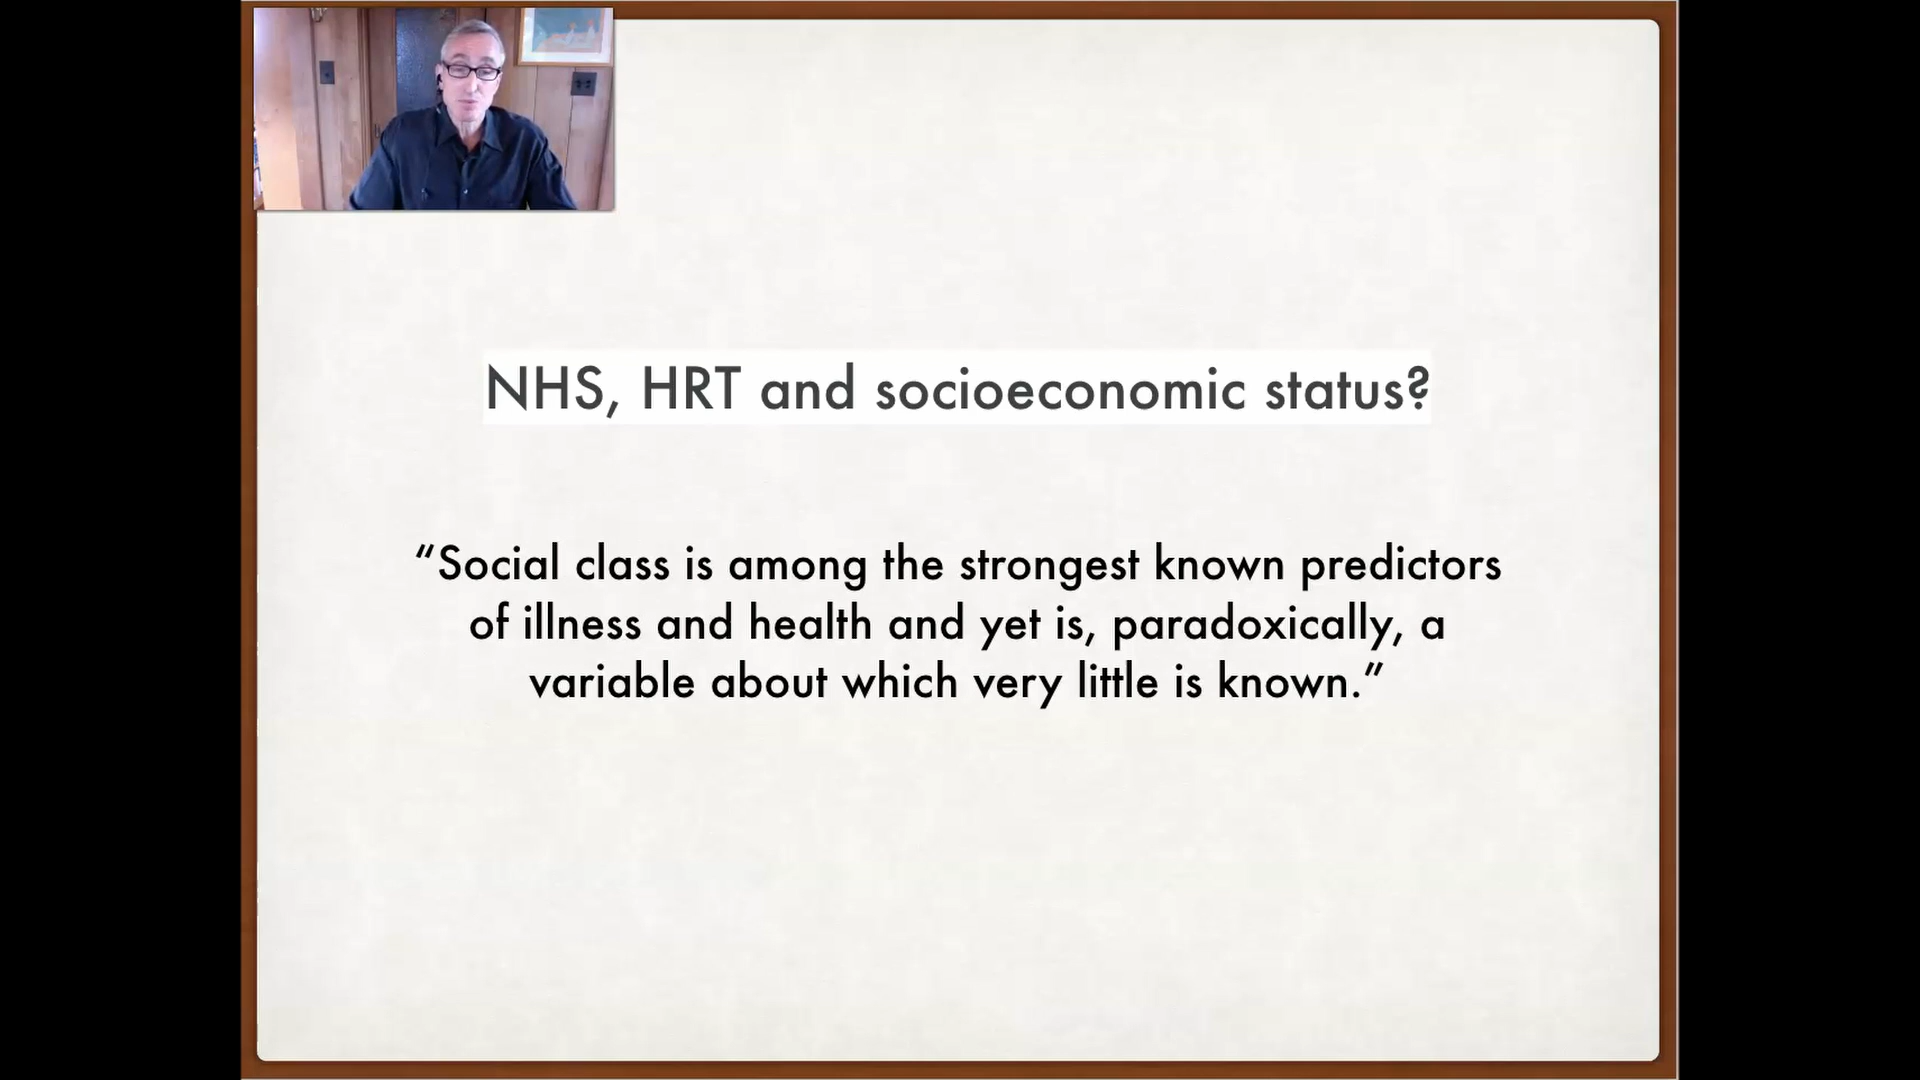 NHS, HRT and socioeconomic status?
“Social class is among the strongest known predictors
of illness and health and yet is, paradoxically, a
variable about which very little is known.”